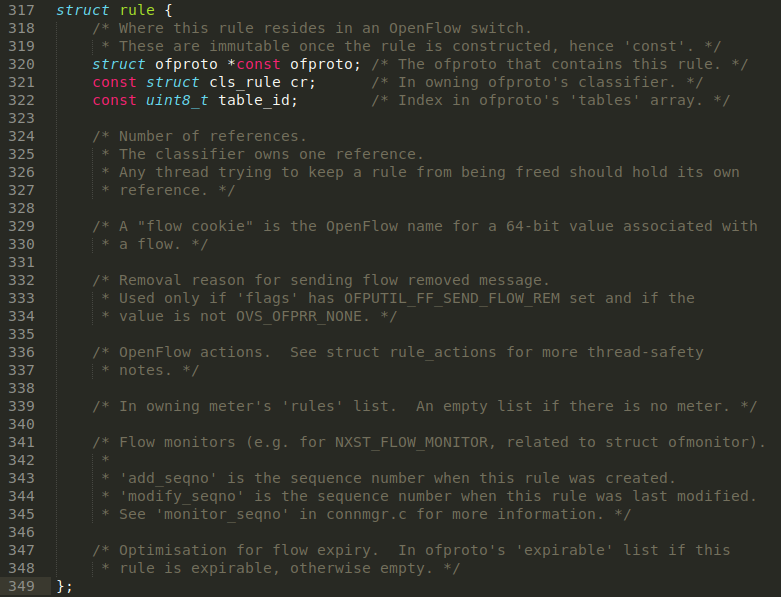 317 struct rule {
318     /* Where this rule resides in an OpenFlow switch.
319      * These are immutable once the rule is constructed, hence 'const'. */
320     struct ofproto *const ofproto; /* The ofproto that contains this rule. */
321     const struct cls_rule cr;      /* In owning ofproto's classifier. */
322     const uint8_t table_id;        /* Index in ofproto's 'tables' array. */
323
324     /* Number of references.
325      * The classifier owns one reference.
326      * Any thread trying to keep a rule from being freed should hold its own
327      * reference. */
328
329     /* A "flow cookie" is the OpenFlow name for a 64-bit value associated with
330      * a flow. */
331
332     /* Removal reason for sending flow removed message.
333      * Used only if 'flags' has OFPUTIL_FF_SEND_FLOW_REM set and if the
334      * value is not OVS_OFPRR_NONE. */
335
336     /* OpenFlow actions.  See struct rule_actions for more thread-safety
337      * notes. */
338
339     /* In owning meter's 'rules' list.  An empty list if there is no meter. */
340
341     /* Flow monitors (e.g. for NXST_FLOW_MONITOR, related to struct ofmonitor).
342      *
343      * 'add_seqno' is the sequence number when this rule was created.
344      * 'modify_seqno' is the sequence number when this rule was last modified.
345      * See 'monitor_seqno' in connmgr.c for more information. */
346
347     /* Optimisation for flow expiry.  In ofproto's 'expirable' list if this
348      * rule is expirable, otherwise empty. */
349 };